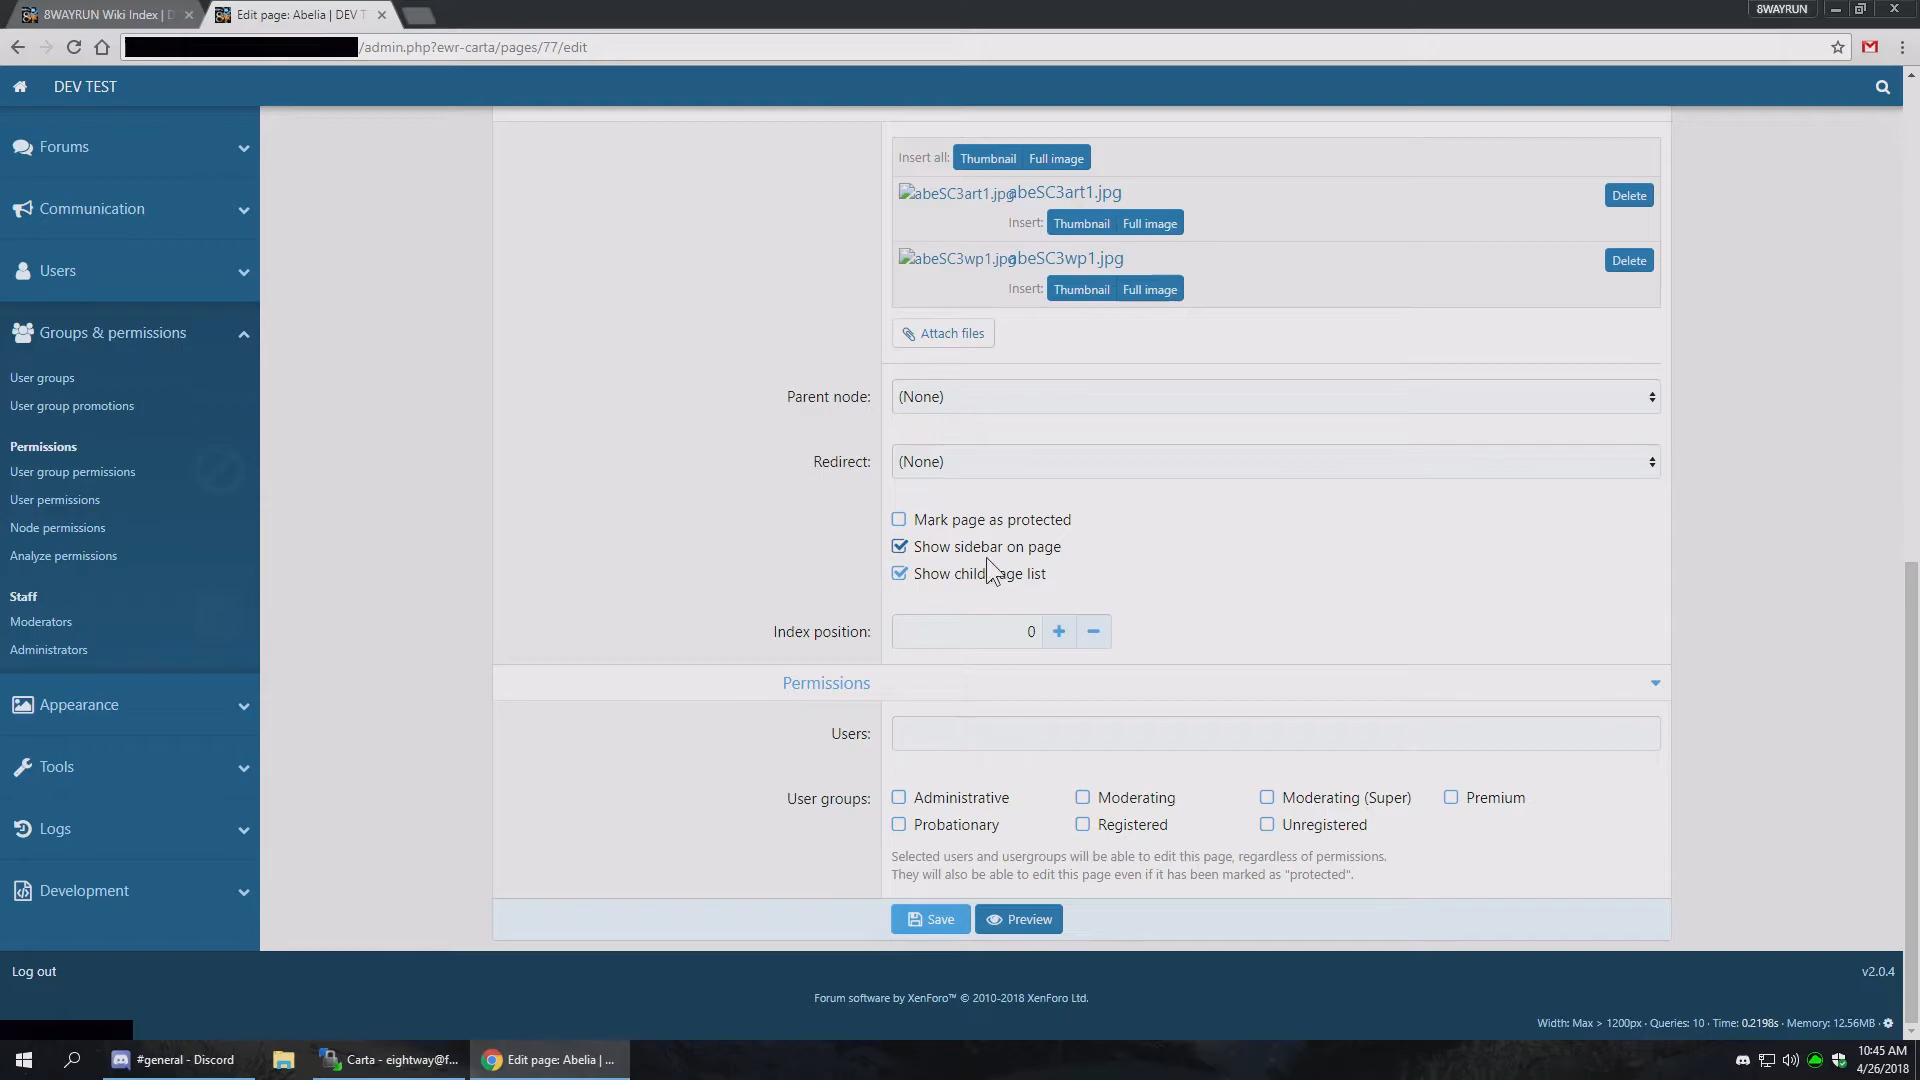 8WAYRUN Wiki Index | D
Edit page: Abelia | DEV T
8WAYRUN
/admin.php?ewr-carta/pages/77/edit
DEV TEST
Forums
Communication
Users
Groups & permissions
User groups
User group promotions
Permissions
User group permissions
User permissions
Node permissions
Analyze permissions
Staff
Moderators
Administrators
Appearance
Tools
Logs
Development
Log out
Insert all: Thumbnail Full image
abeSC3art1.jpg abeSC3art1.jpg
Delete
Insert: Thumbnail Full image
abeSC3wp1.jpg abeSC3wp1.jpg
Delete
Insert: Thumbnail Full image
Attach files
Parent node: (None)
Redirect: (None)
Mark page as protected
Show sidebar on page
Show child page list
Index position: 0
Permissions
Users:
User groups: Administrative Moderating Moderating (Super) Premium
Probationary Registered Unregistered
Selected users and usergroups will be able to edit this page, regardless of permissions.
They will also be able to edit this page even if it has been marked as "protected".
Save Preview
v2.0.4
Forum software by XenForo™ © 2010-2018 XenForo Ltd.
Width: Max > 1200px · Queries: 10 · Time: 0.2198s · Memory: 12.56MB ·
#general - Discord
Carta - eightway@f...
Edit page: Abelia | ...
10:45 AM
4/26/2018